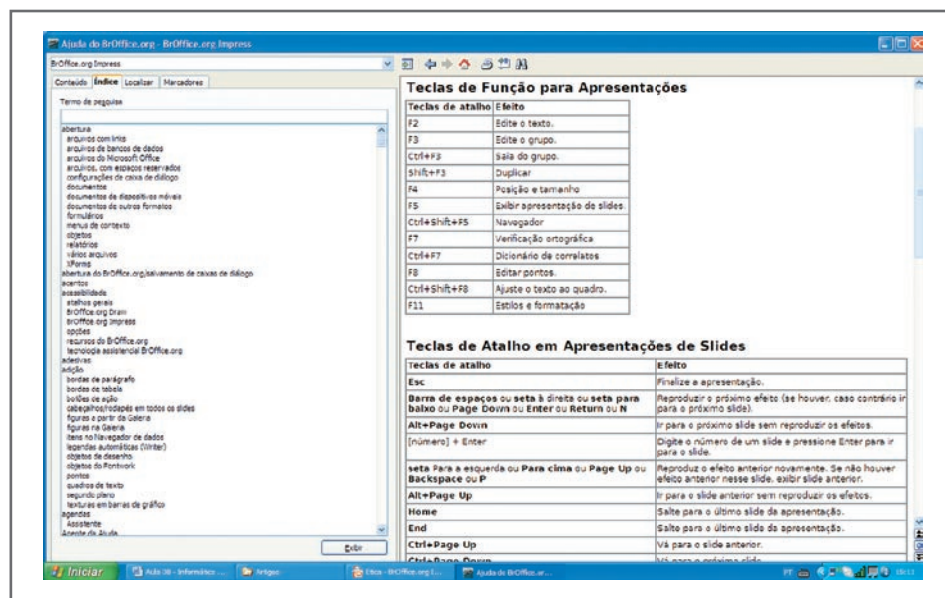 Ajuda do BrOffice.org - BrOffice.org Impress
BrOffice.org Impress
Conteúdo Índice Localizar Marcadores
Termo de pesquisa
abertura
arquivos com links
arquivos de bancos de dados
arquivos do Microsoft Office
arquivos, com espaços reservados
configurações de caixa de diálogo
documentos
documentos de dispositivos móveis
documentos de outros formatos
formulários
menus de contexto
objetos
relatórios
vários arquivos
XForms
abertura do BrOffice.org/salvamento de caixas de diálogo
acentos
acessibilidade
atalhos gerais
BrOffice.org Draw
BrOffice.org Impress
opções
recursos do BrOffice.org
tecnologia assistencial BrOffice.org
adesivas
adição
bordas de parágrafo
bordas de tabela
botões de ação
cabeçalhos/rodapés em todos os slides
figuras a partir da Galeria
figuras na Galeria
itens no Navegador de dados
legendas automáticas (Writer)
objetos de desenho
objetos do Fontwork
pontos
quadros de texto
segundo plano
texturas em barras de gráfico
agendas
Assistente
Agente da Ajuda
Exibir
Teclas de Função para Apresentações
Teclas de atalho Efeito
F2 Edite o texto.
F3 Edite o grupo.
Ctrl+F3 Saia do grupo.
Shift+F3 Duplicar
F4 Posição e tamanho
F5 Exibir apresentação de slides.
Ctrl+Shift+F5 Navegador
F7 Verificação ortográfica
Ctrl+F7 Dicionário de correlatos
F8 Editar pontos.
Ctrl+Shift+F8 Ajuste o texto ao quadro.
F11 Estilos e formatação
Teclas de Atalho em Apresentações de Slides
Teclas de atalho Efeito
Esc Finalize a apresentação.
Barra de espaços ou seta à direita ou seta para Reproduzir o próximo efeito (se houver, caso contrário ir
baixo ou Page Down ou Enter ou Return ou N para o próximo slide).
Alt+Page Down Ir para o próximo slide sem reproduzir os efeitos.
[número] + Enter Digite o número de um slide e pressione Enter para ir
para o slide.
seta Para a esquerda ou Para cima ou Page Up ou Reproduz o efeito anterior novamente. Se não houver
Backspace ou P efeito anterior nesse slide, exibir slide anterior.
Alt+Page Up Ir para o slide anterior sem reproduzir os efeitos.
Home Salte para o último slide da apresentação.
End Salte para o último slide da apresentação.
Ctrl+Page Up Vá para o slide anterior.
Ctrl+Page Down Vá para o próximo slide.
Iniciar Aula 38 - Informática ... Artigos Etica - BrOffice.org I... Ajuda do BrOffice.or... PT